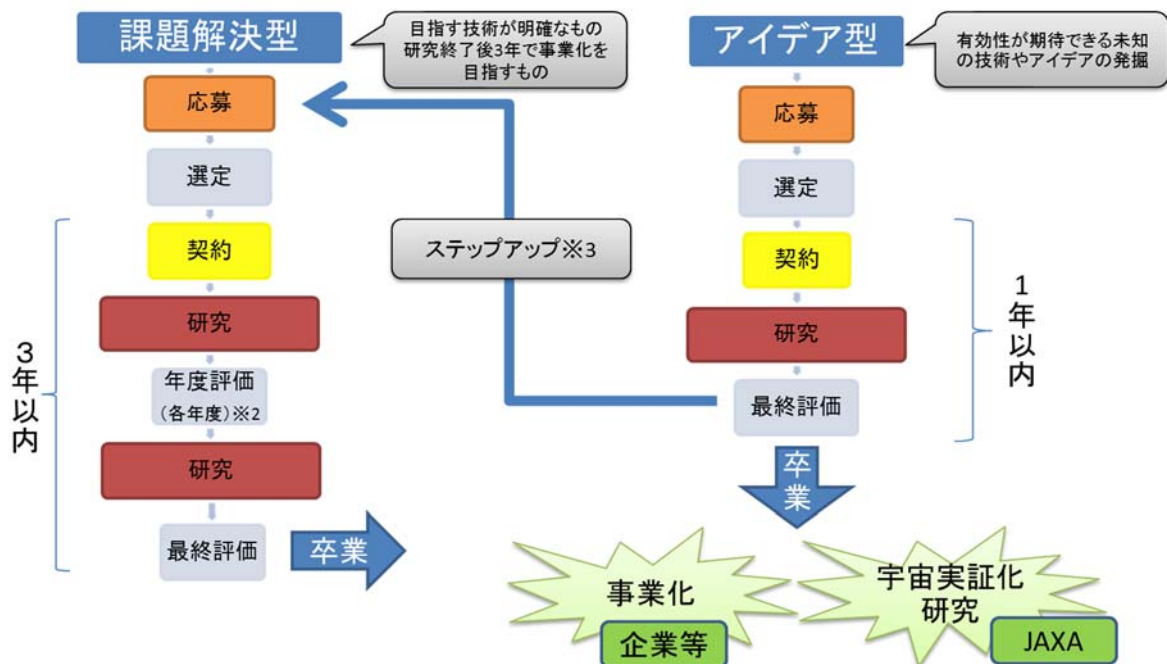 課題解決型
目指す技術が明確なもの
研究終了後3年で事業化を
目指すもの
応募
選定
契約
研究
年度評価
（各年度）※2
研究
最終評価
3年以内
卒業
ステップアップ※3
アイデア型
有効性が期待できる未知
の技術やアイデアの発掘
応募
選定
契約
研究
最終評価
1年以内
卒業
事業化
企業等
宇宙実証化
研究
JAXA